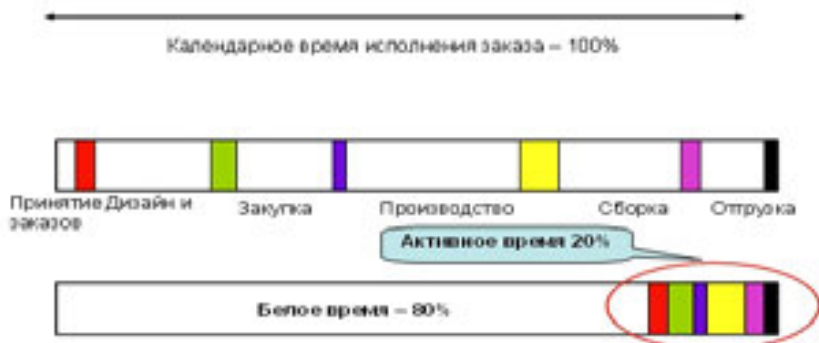 Календарное время исполнения заказа – 100%
Принятие Дизайн и Закупка Производство Сборка Отгрузка
заказов
Активное время 20%
Белое время – 80%